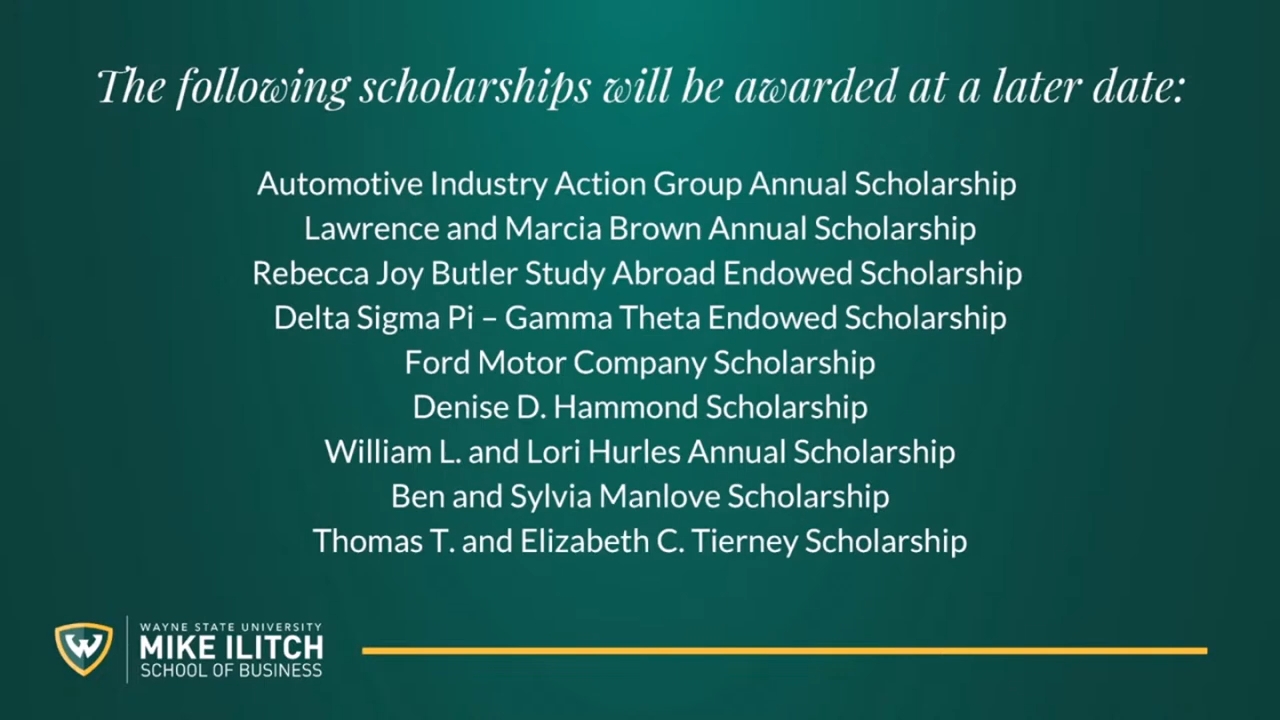 The following scholarships will be awarded at a later date:
Automotive Industry Action Group Annual Scholarship
Lawrence and Marcia Brown Annual Scholarship
Rebecca Joy Butler Study Abroad Endowed Scholarship
Delta Sigma Pi – Gamma Theta Endowed Scholarship
Ford Motor Company Scholarship
Denise D. Hammond Scholarship
William L. and Lori Hurles Annual Scholarship
Ben and Sylvia Manlove Scholarship
Thomas T. and Elizabeth C. Tierney Scholarship
W
WAYNE STATE UNIVERSITY
MIKE ILITCH
SCHOOL OF BUSINESS